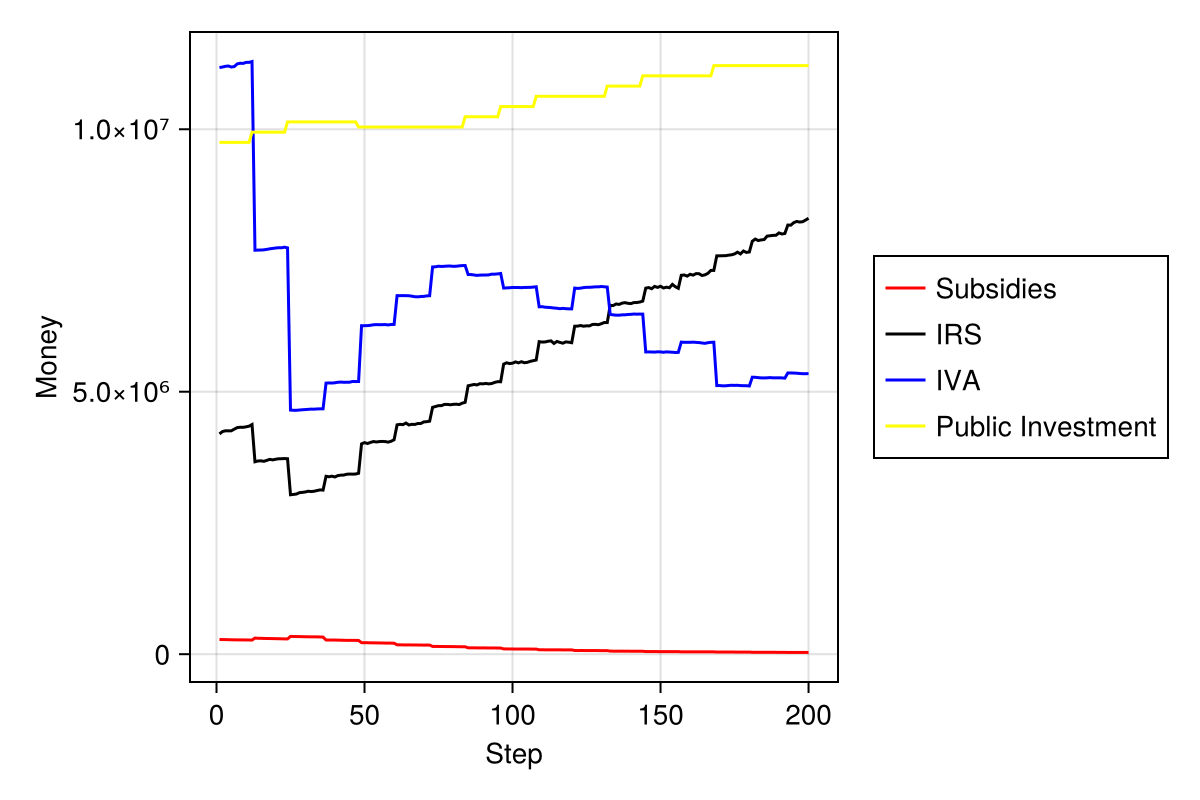 1.0×10⁷
5.0×10⁶
0
Money
0 50 100 150 200
Step
Subsidies
IRS
IVA
Public Investment